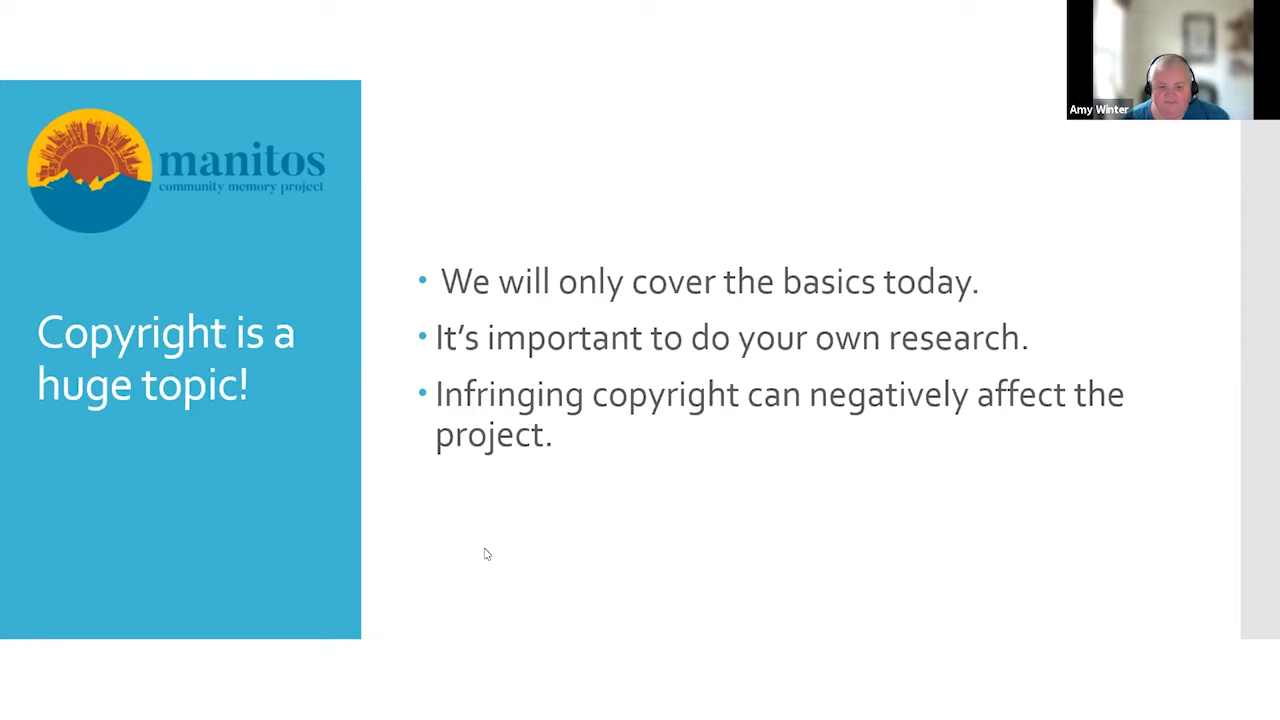 Amy Winter
manitos
community memory project
Copyright is a
huge topic!
• We will only cover the basics today.
• It's important to do your own research.
• Infringing copyright can negatively affect the
project.